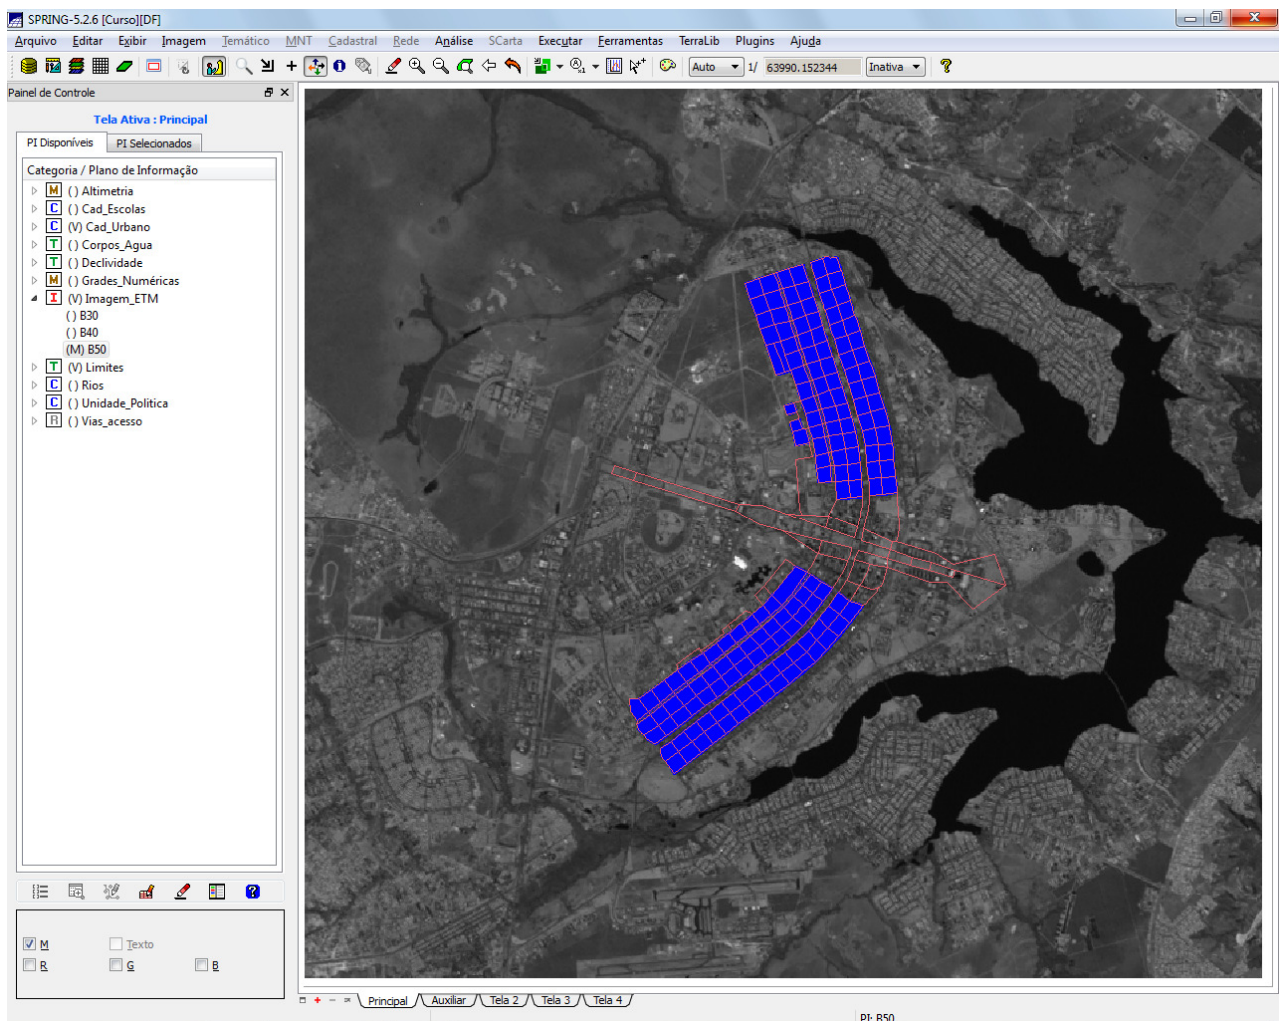 SPRING-5.2.6 [Curso][DF]
Arquivo Editar Exibir Imagem Temático MNT Cadastral Rede Análise SCarta Executar Ferramentas TerraLib Plugins Ajuda
Auto 1/ 63990.152344 Inativa
Painel de Controle
Tela Ativa : Principal
PI Disponíveis PI Selecionados
Categoria / Plano de Informação
M ( ) Altimetria
C ( ) Cad_Escolas
C (V) Cad_Urbano
T ( ) Corpos_Agua
T ( ) Declividade
M ( ) Grades_Numéricas
I (V) Imagem_ETM
( ) B30
( ) B40
(M) B50
T (V) Limites
C ( ) Rios
C ( ) Unidade_Politica
R ( ) Vias_acesso
M Texto
R G B
Principal Auxiliar Tela 2 Tela 3 Tela 4
PI: B50